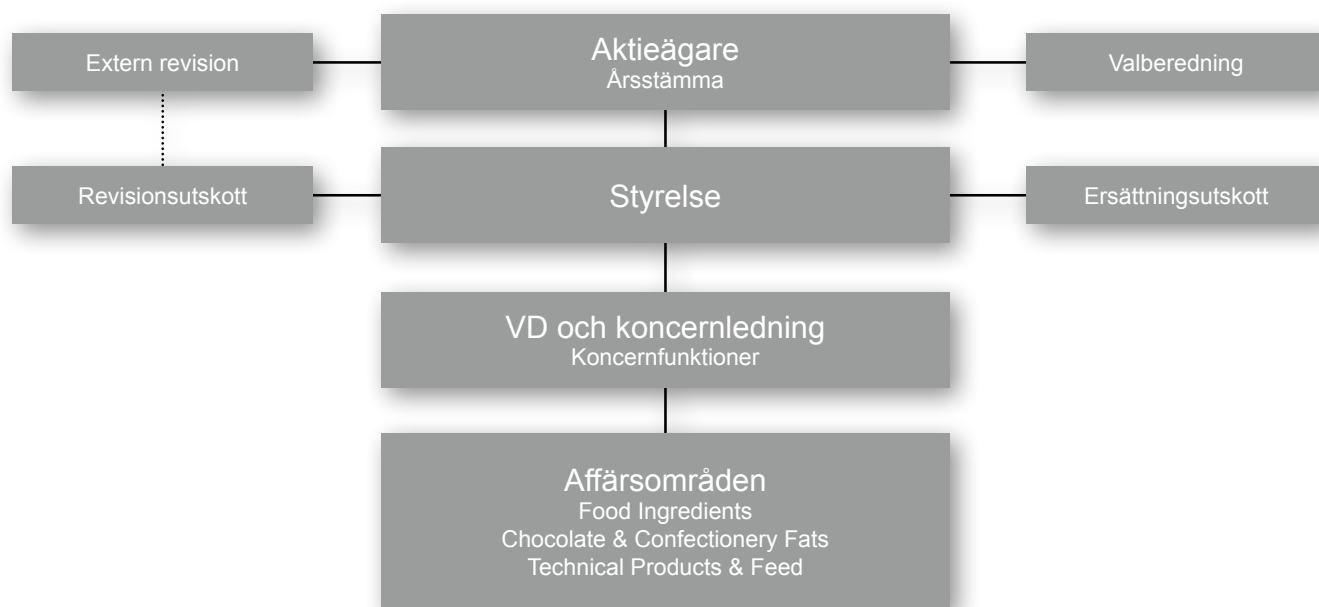 Extern revision
Aktieägare
Årsstämma
Valberedning
Revisionsutskott
Styrelse
Ersättningsutskott
VD och koncernledning
Koncernfunktioner
Affärsområden
Food Ingredients
Chocolate & Confectionery Fats
Technical Products & Feed